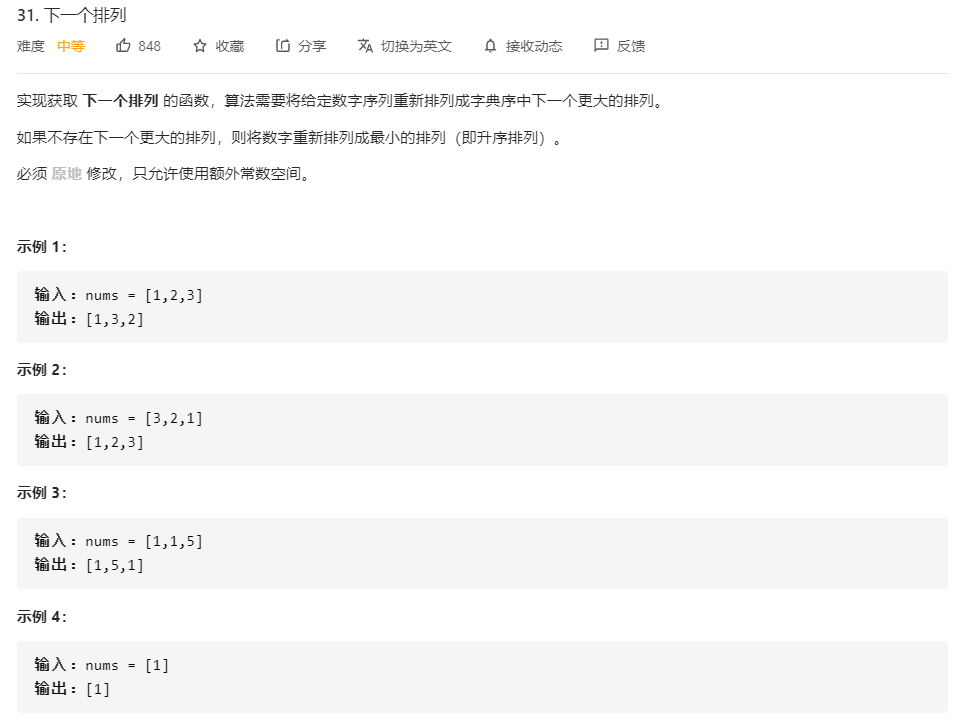 31. 下一个排列
难度 中等 848 收藏 分享 切换为英文 接收动态 反馈
实现获取 下一个排列 的函数，算法需要将给定数字序列重新排列成字典序中下一个更大的排列。
如果不存在下一个更大的排列，则将数字重新排列成最小的排列（即升序排列）。
必须 原地 修改，只允许使用额外常数空间。
示例 1：
输入：nums = [1,2,3]
输出：[1,3,2]
示例 2：
输入：nums = [3,2,1]
输出：[1,2,3]
示例 3：
输入：nums = [1,1,5]
输出：[1,5,1]
示例 4：
输入：nums = [1]
输出：[1]